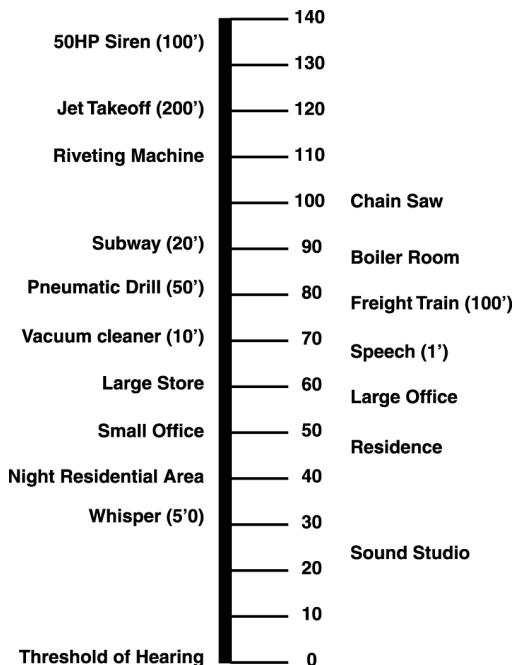 140
50HP Siren (100’)
130
Jet Takeoff (200’) 120
Riveting Machine 110
100 Chain Saw
Subway (20’) 90
Boiler Room
Pneumatic Drill (50’) 80
Freight Train (100’)
Vacuum cleaner (10’) 70
Speech (1’)
Large Store 60
Large Office
Small Office 50
Residence
Night Residential Area 40
Whisper (5’0) 30
Sound Studio
20
10
Threshold of Hearing 0